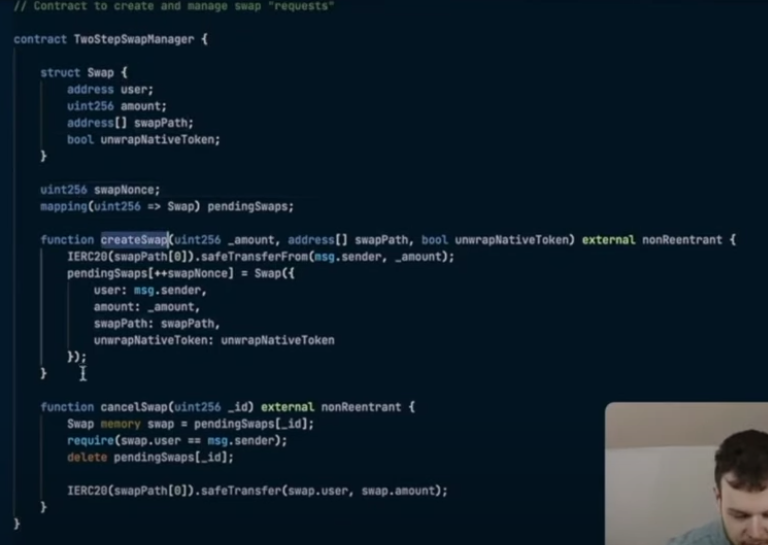 // Contract to create and manage swap "requests"
contract TwoStepSwapManager {
struct Swap {
address user;
uint256 amount;
address[] swapPath;
bool unwrapNativeToken;
}
uint256 swapNonce;
mapping(uint256 => Swap) pendingSwaps;
function createSwap(uint256 _amount, address[] swapPath, bool unwrapNativeToken) external nonReentrant {
IERC20(swapPath[0]).safeTransferFrom(msg.sender, _amount);
pendingSwaps[++swapNonce] = Swap({
user: msg.sender,
amount: _amount,
swapPath: swapPath,
unwrapNativeToken: unwrapNativeToken
});
}
function cancelSwap(uint256 _id) external nonReentrant {
Swap memory swap = pendingSwaps[_id];
require(swap.user == msg.sender);
delete pendingSwaps[_id];
IERC20(swapPath[0]).safeTransfer(swap.user, swap.amount);
}
}